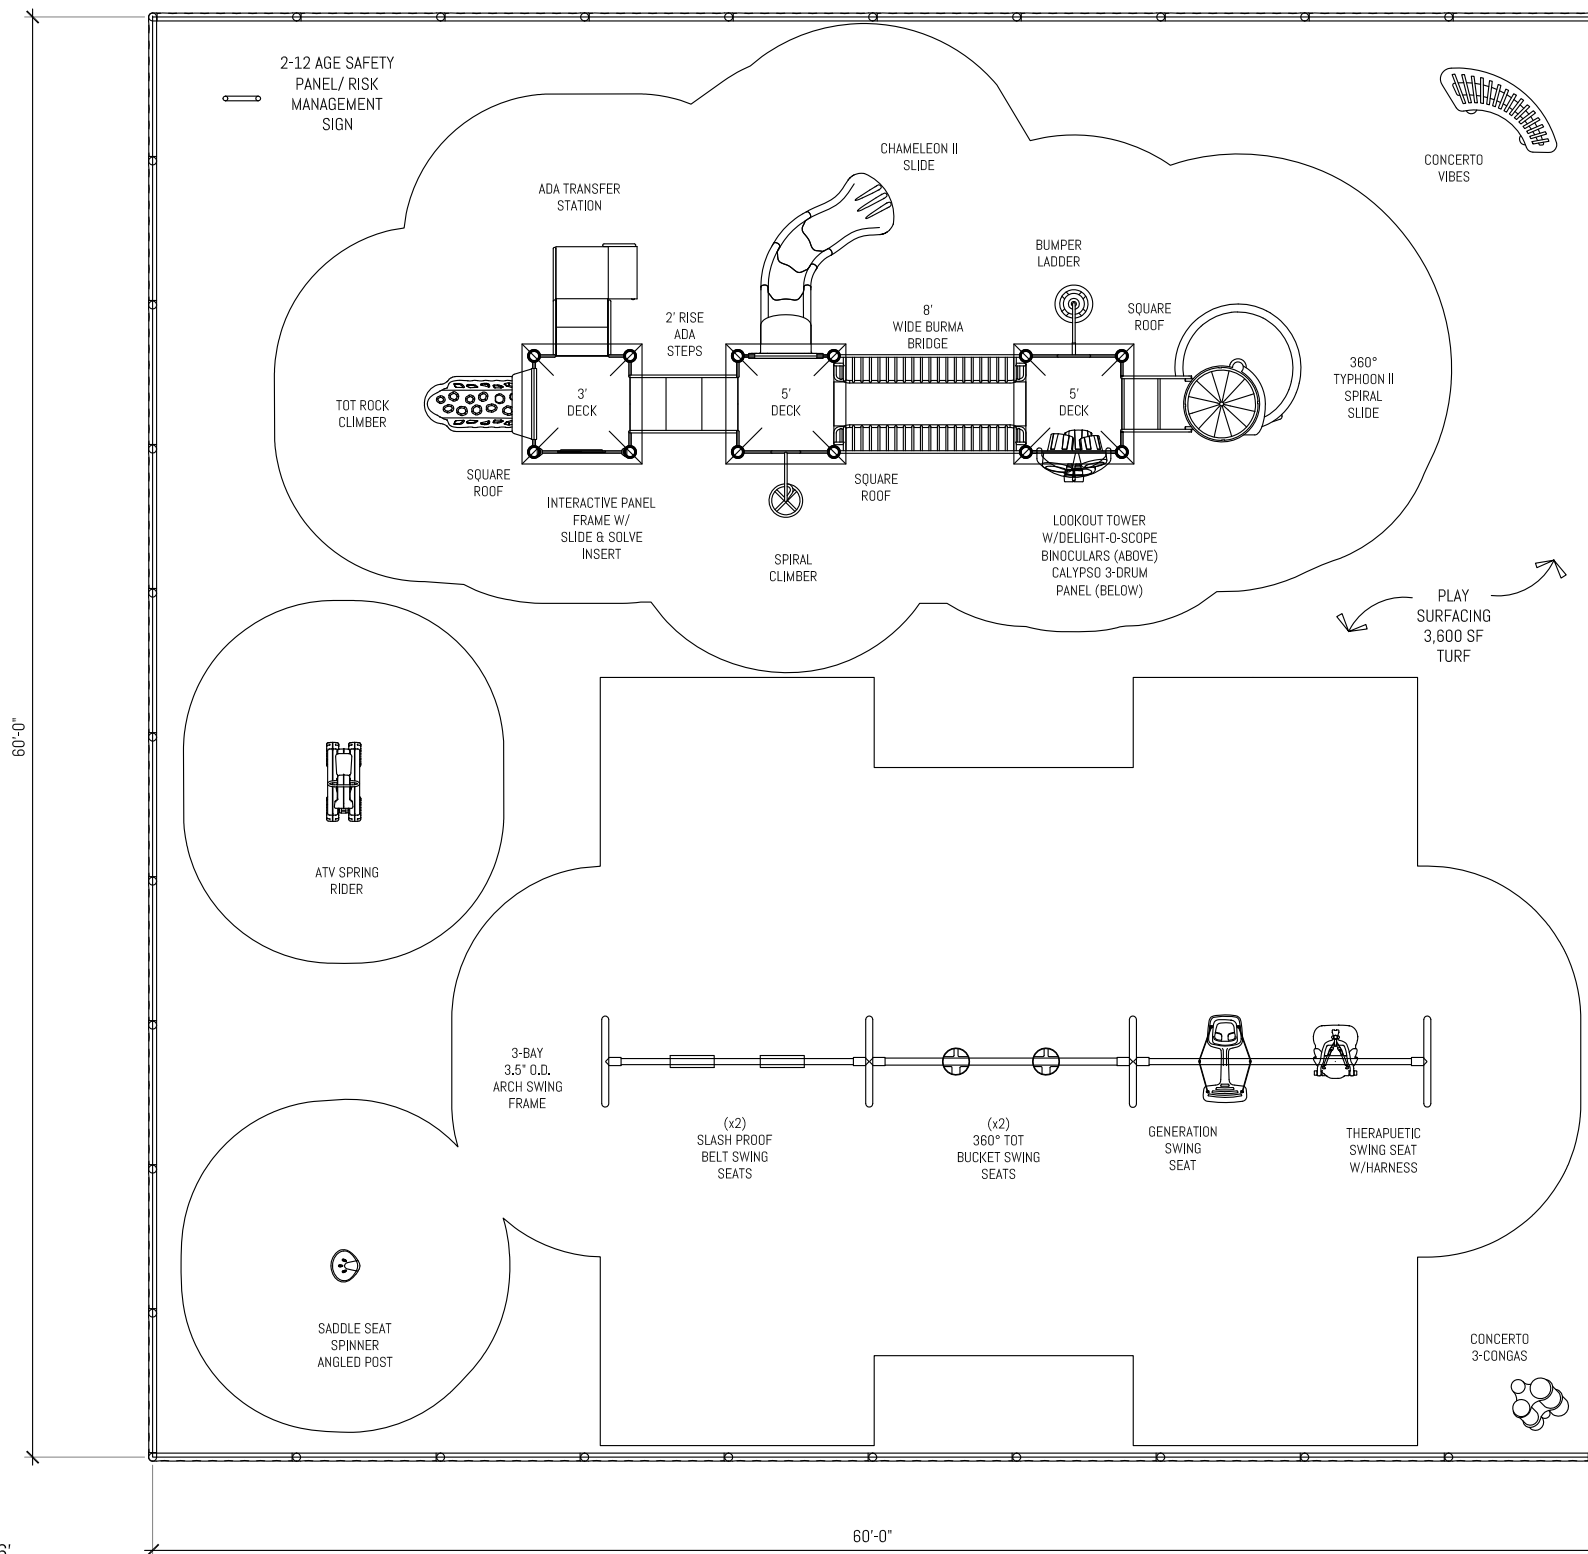 2-12 AGE SAFETY
PANEL/ RISK
MANAGEMENT
SIGN
CONCERTO
VIBES
CHAMELEON II
SLIDE
ADA TRANSFER
STATION
BUMPER
LADDER
SQUARE
ROOF
2' RISE
ADA
STEPS
8'
WIDE BURMA
BRIDGE
360°
TYPHOON II
SPIRAL
SLIDE
TOT ROCK
CLIMBER
3'
DECK
5'
DECK
5'
DECK
SQUARE
ROOF
SQUARE
ROOF
INTERACTIVE PANEL
FRAME W/
SLIDE & SOLVE
INSERT
SPIRAL
CLIMBER
LOOKOUT TOWER
W/DELIGHT-O-SCOPE
BINOCULARS (ABOVE)
CALYPSO 3-DRUM
PANEL (BELOW)
PLAY
SURFACING
3,600 SF
TURF
60'-0"
ATV SPRING
RIDER
3-BAY
3.5" O.D.
ARCH SWING
FRAME
(x2)
SLASH PROOF
BELT SWING
SEATS
(x2)
360° TOT
BUCKET SWING
SEATS
GENERATION
SWING
SEAT
THERAPUETIC
SWING SEAT
W/HARNESS
SADDLE SEAT
SPINNER
ANGLED POST
CONCERTO
3-CONGAS
60'-0"
6'